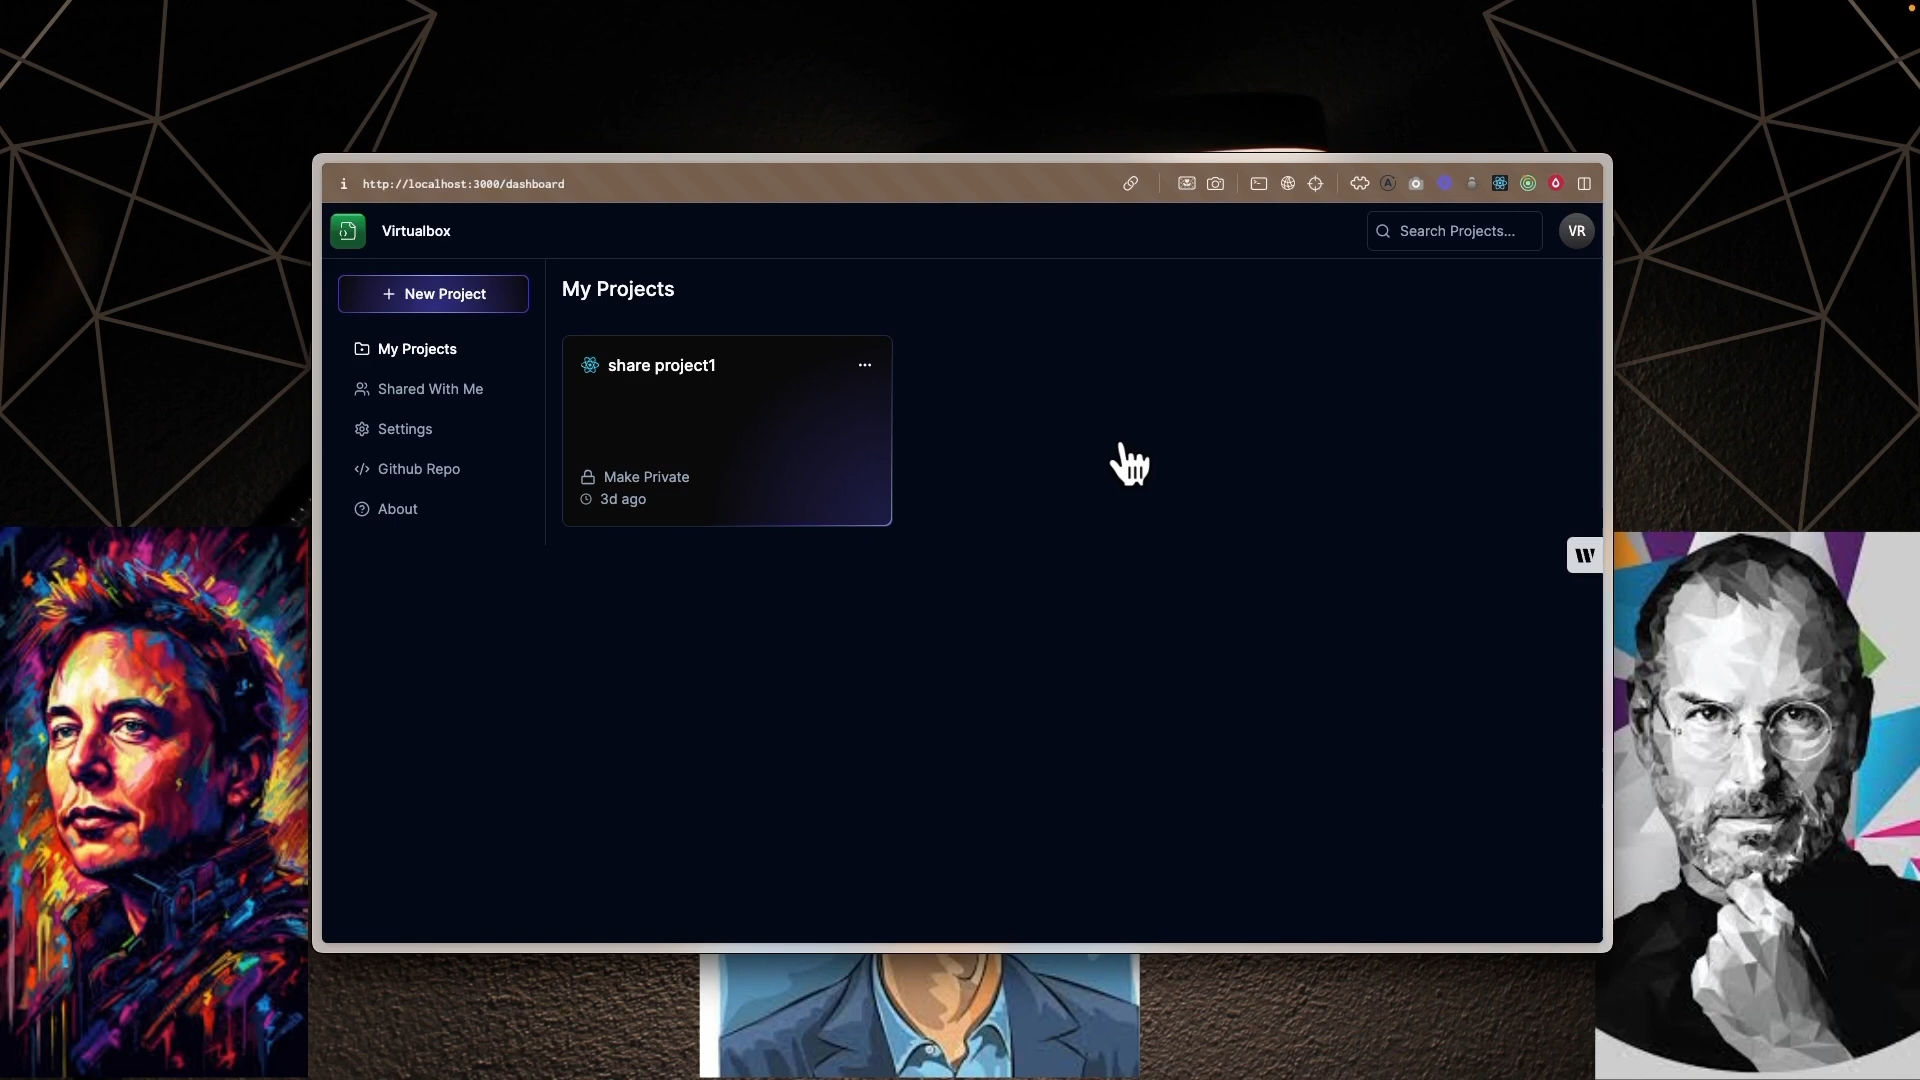 http://localhost:3000/dashboard
Virtualbox
Search Projects...
VR
New Project
My Projects
Shared With Me
Settings
Github Repo
About
My Projects
share project1
Make Private
3d ago